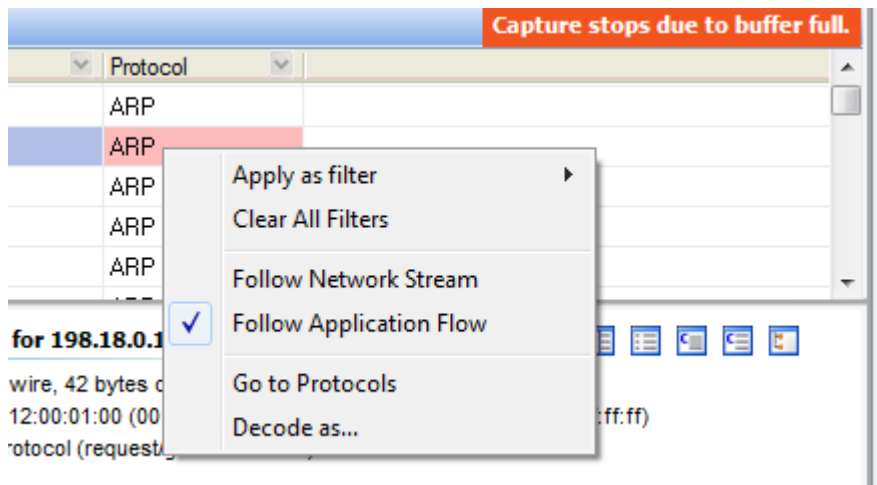 Capture stops due to buffer full.
Protocol
ARP
ARP
ARP
ARP
ARP
Apply as filter
Clear All Filters
Follow Network Stream
Follow Application Flow
Go to Protocols
Decode as...
for 198.18.0.1
wire, 42 bytes
12:00:01:00 (00 :ff:ff)
rotocol (request/